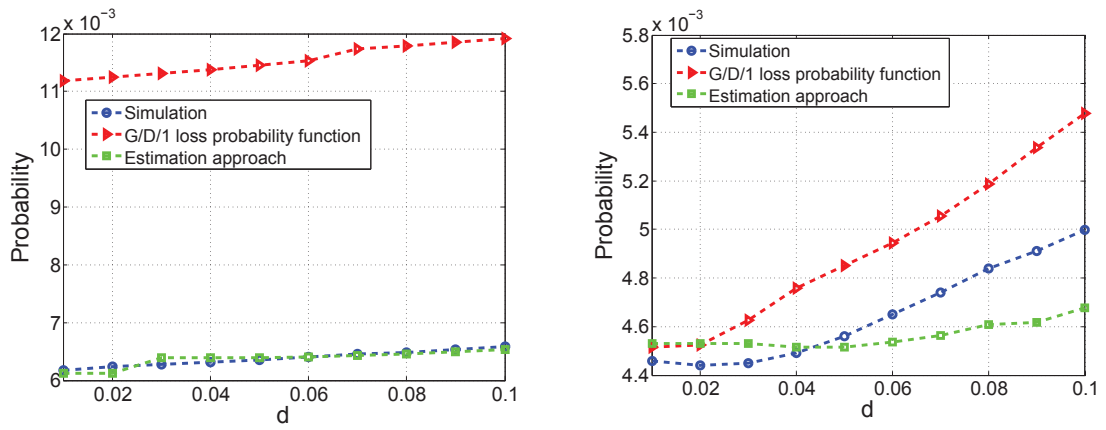 x 10⁻³
12
11
10
9
8
7
6
Probability
0.02
0.04
0.06
0.08
0.1
d
Simulation
G/D/1 loss probability function
Estimation approach
x 10⁻³
5.8
5.6
5.4
5.2
5
4.8
4.6
4.4
Probability
0.02
0.04
0.06
0.08
0.1
d
Simulation
G/D/1 loss probability function
Estimation approach